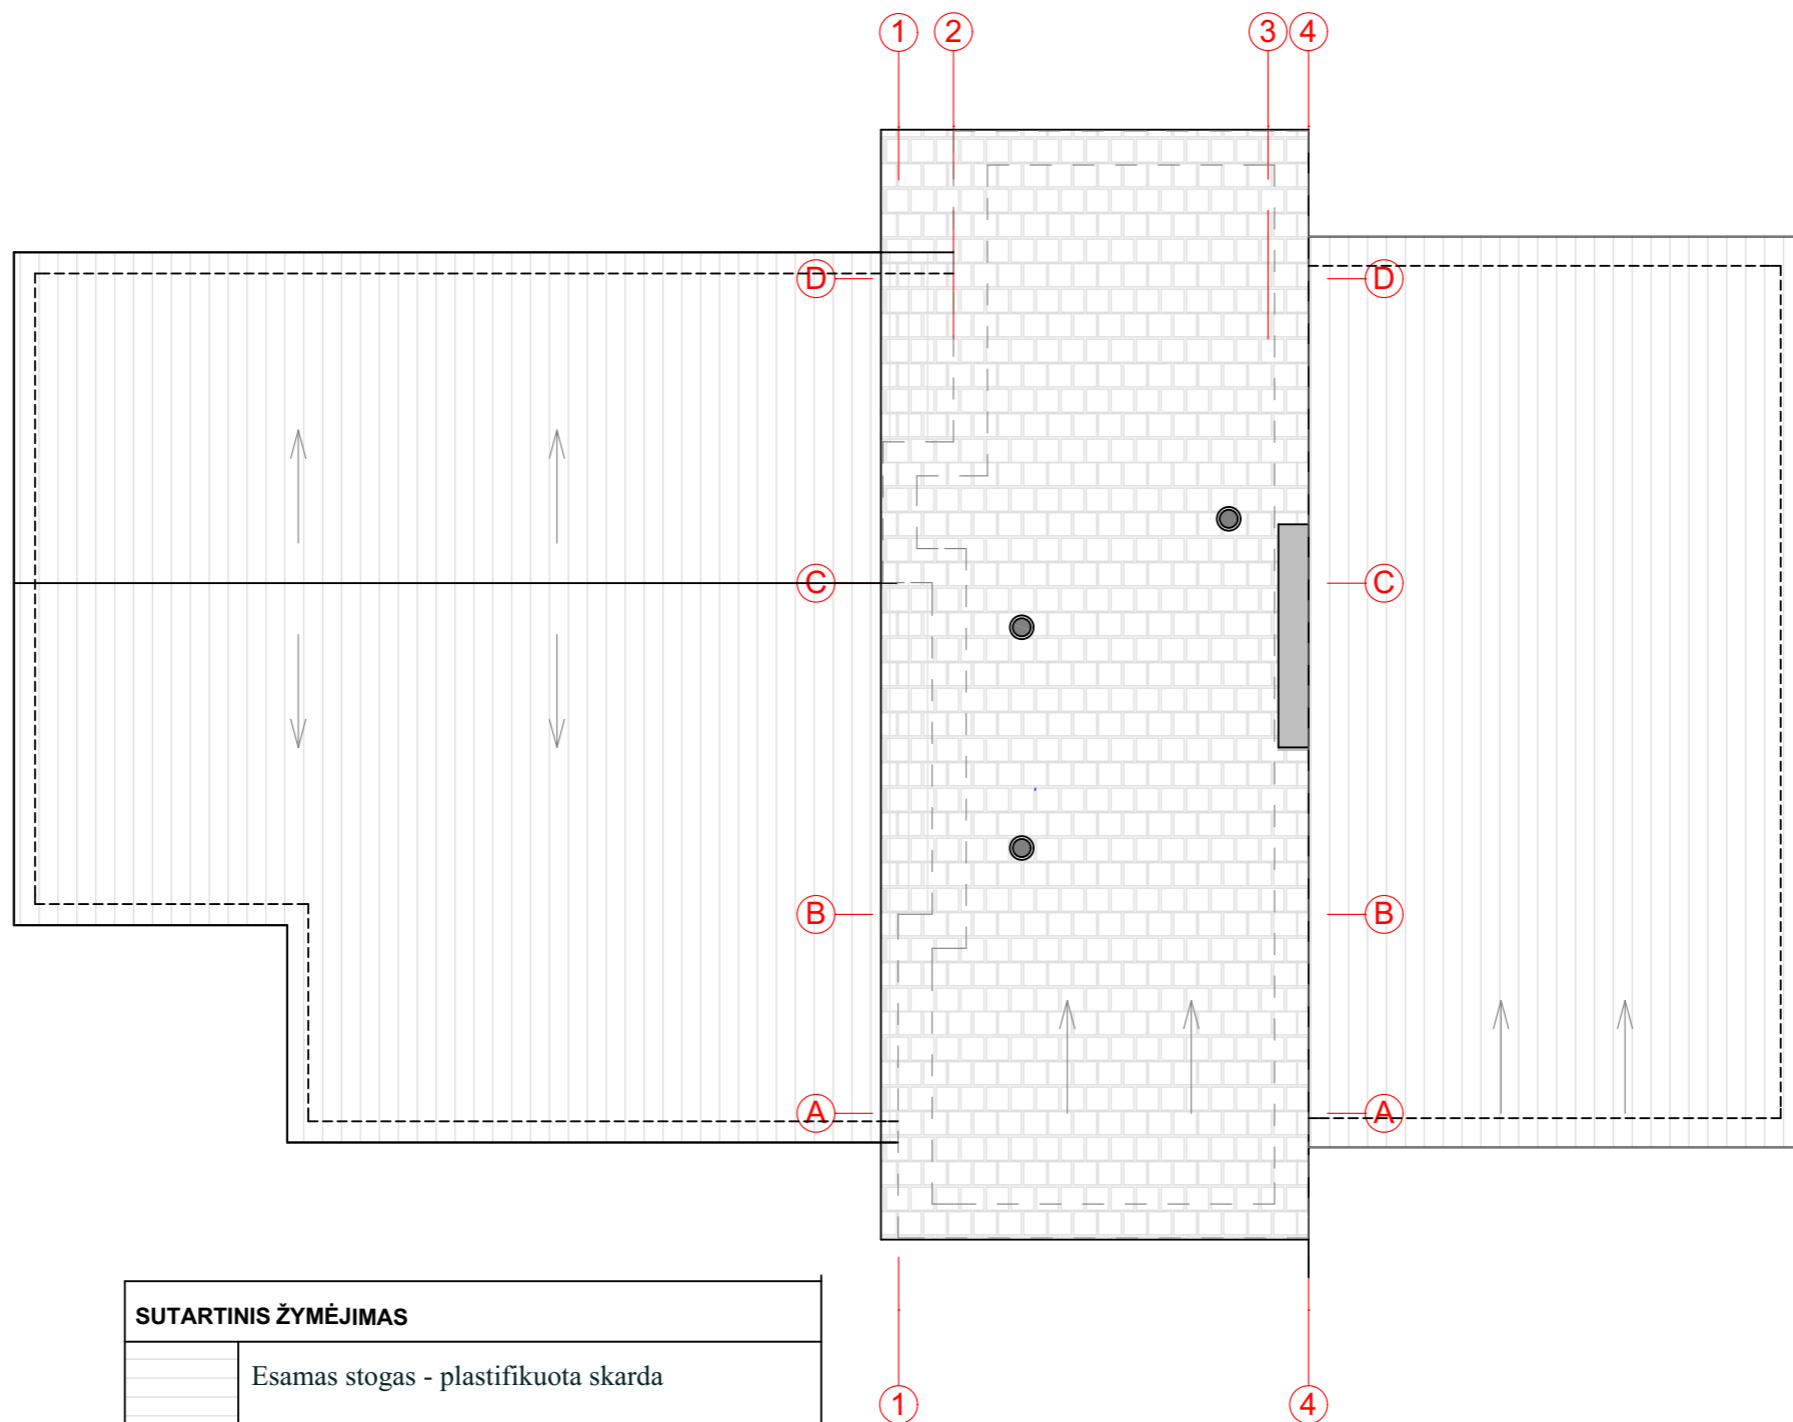 1 2 3 4
D D
C C
B B
A A
SUTARTINIS ŽYMĖJIMAS
Esamas stogas - plastifikuota skarda
1 4